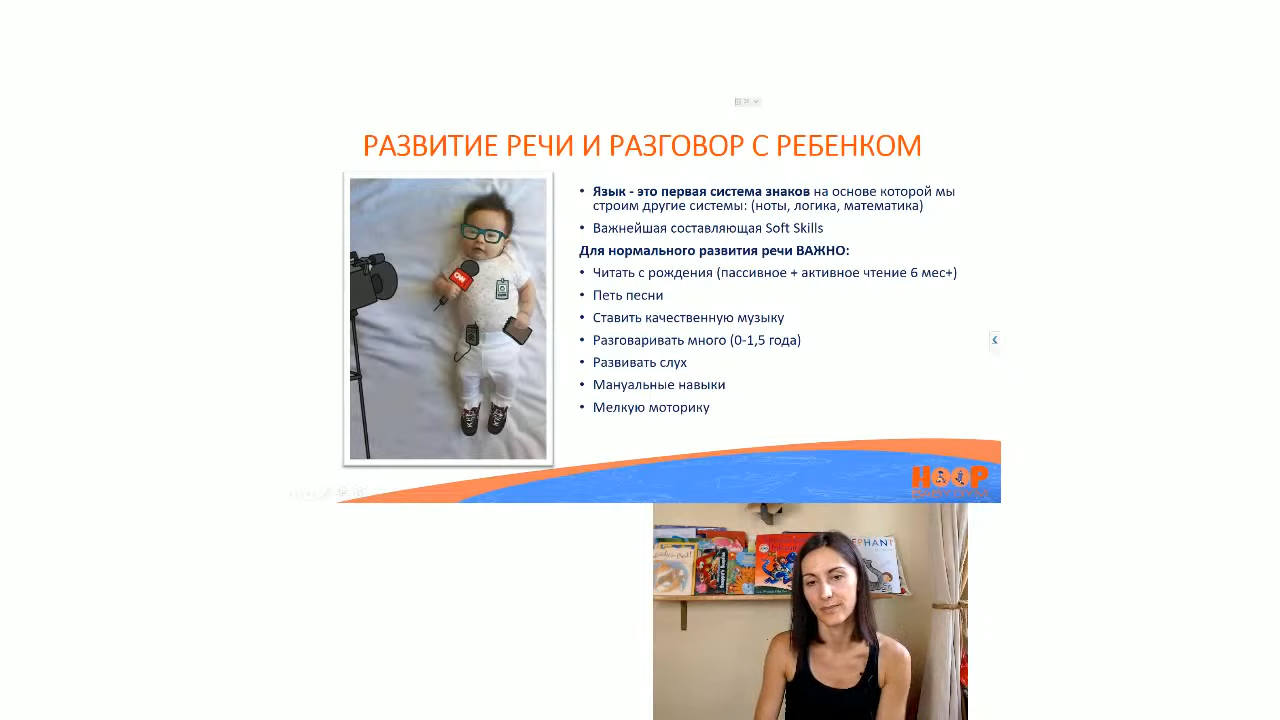 РАЗВИТИЕ РЕЧИ И РАЗГОВОР С РЕБЕНКОМ
• Язык - это первая система знаков на основе которой мы
строим другие системы: (ноты, логика, математика)
• Важнейшая составляющая Soft Skills
Для нормального развития речи ВАЖНО:
• Читать с рождения (пассивное + активное чтение 6 мес+)
• Петь песни
• Ставить качественную музыку
• Разговаривать много (0-1,5 года)
• Развивать слух
• Мануальные навыки
• Мелкую моторику
HOOP